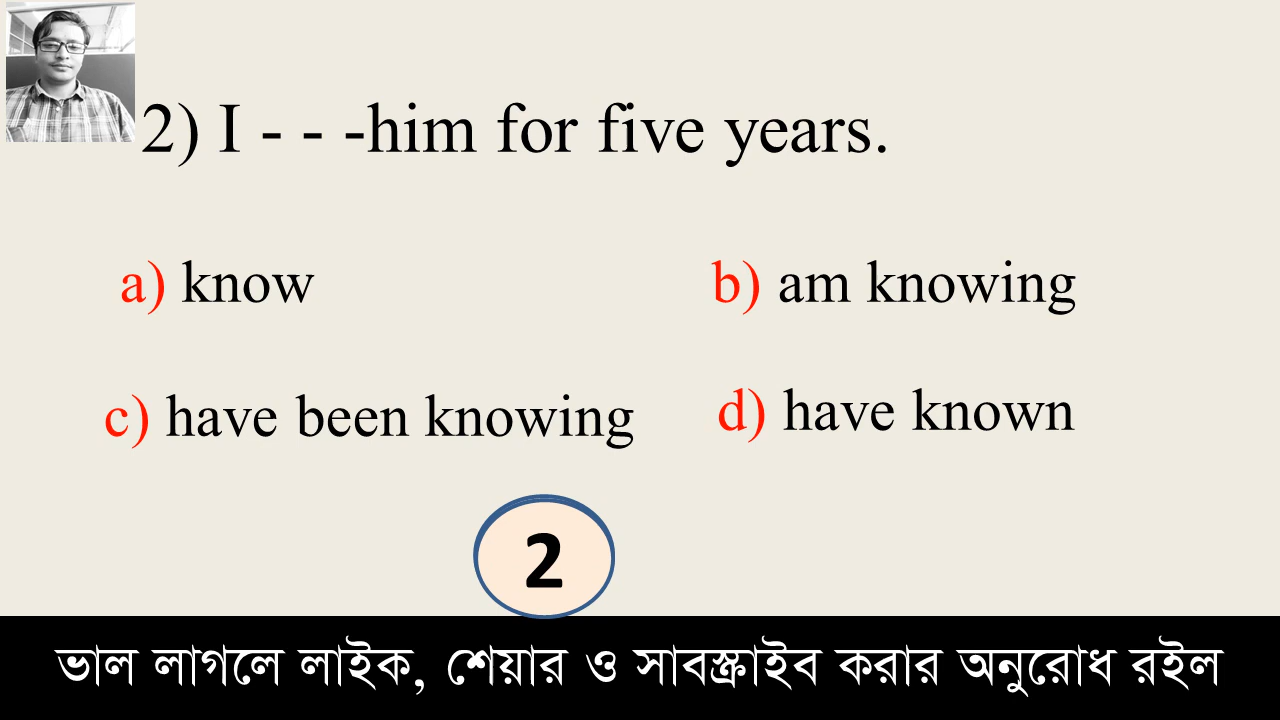 2) I - - -him for five years.
a) know b) am knowing
c) have been knowing d) have known
2
ভাল লাগলে লাইক, শেয়ার ও সাবস্ক্রাইব করার অনুরোধ রইল